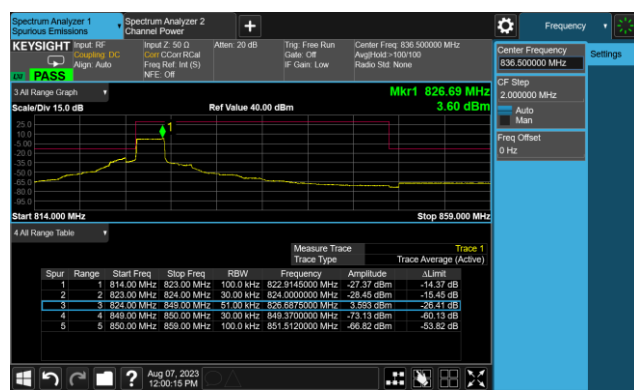 Spectrum Analyzer 1
Spurious Emissions
Spectrum Analyzer 2
Channel Power
+
Frequency
KEYSIGHT
Input: RF
Coupling: DC
Align: Auto
Input Z: 50 Ω
Corr CCorr RCal
Freq Ref: Int (S)
NFE: Off
Atten: 20 dB
Trig: Free Run
Gate: Off
IF Gain: Low
Center Freq: 836.500000 MHz
Avg|Hold:>100/100
Radio Std: None
PASS
Center Frequency
836.500000 MHz
Settings
CF Step
2.000000 MHz
Auto
Man
Freq Offset
0 Hz
3 All Range Graph
Mkr1 826.69 MHz
Scale/Div 15.0 dB
Ref Value 40.00 dBm
3.60 dBm
1
25.0
10.0
-5.00
-20.0
-35.0
-50.0
-65.0
-80.0
-95.0
Start 814.000 MHz
Stop 859.000 MHz
4 All Range Table
Measure Trace
Trace 1
Trace Type
Trace Average (Active)
Spur Range Start Freq Stop Freq RBW Frequency Amplitude ΔLimit
1 1 814.00 MHz 823.00 MHz 100.0 kHz 822.9145000 MHz -27.37 dBm -14.37 dB
2 2 823.00 MHz 824.00 MHz 30.00 kHz 824.0000000 MHz -28.45 dBm -15.45 dB
3 3 824.00 MHz 849.00 MHz 51.00 kHz 826.6875000 MHz 3.593 dBm -26.41 dB
4 4 849.00 MHz 850.00 MHz 30.00 kHz 849.3700000 MHz -73.13 dBm -60.13 dB
5 5 850.00 MHz 859.00 MHz 100.0 kHz 851.5120000 MHz -66.82 dBm -53.82 dB
?
Aug 07, 2023
12:00:15 PM